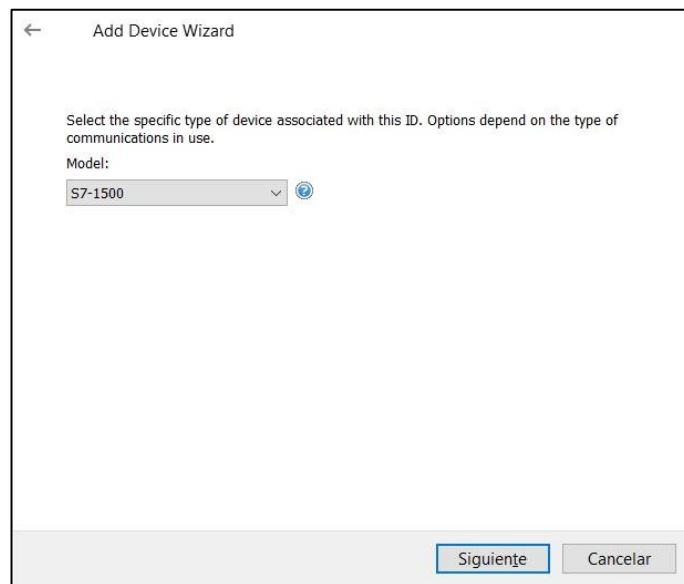 Add Device Wizard
Select the specific type of device associated with this ID. Options depend on the type of
communications in use.
Model:
S7-1500
Siguiente
Cancelar